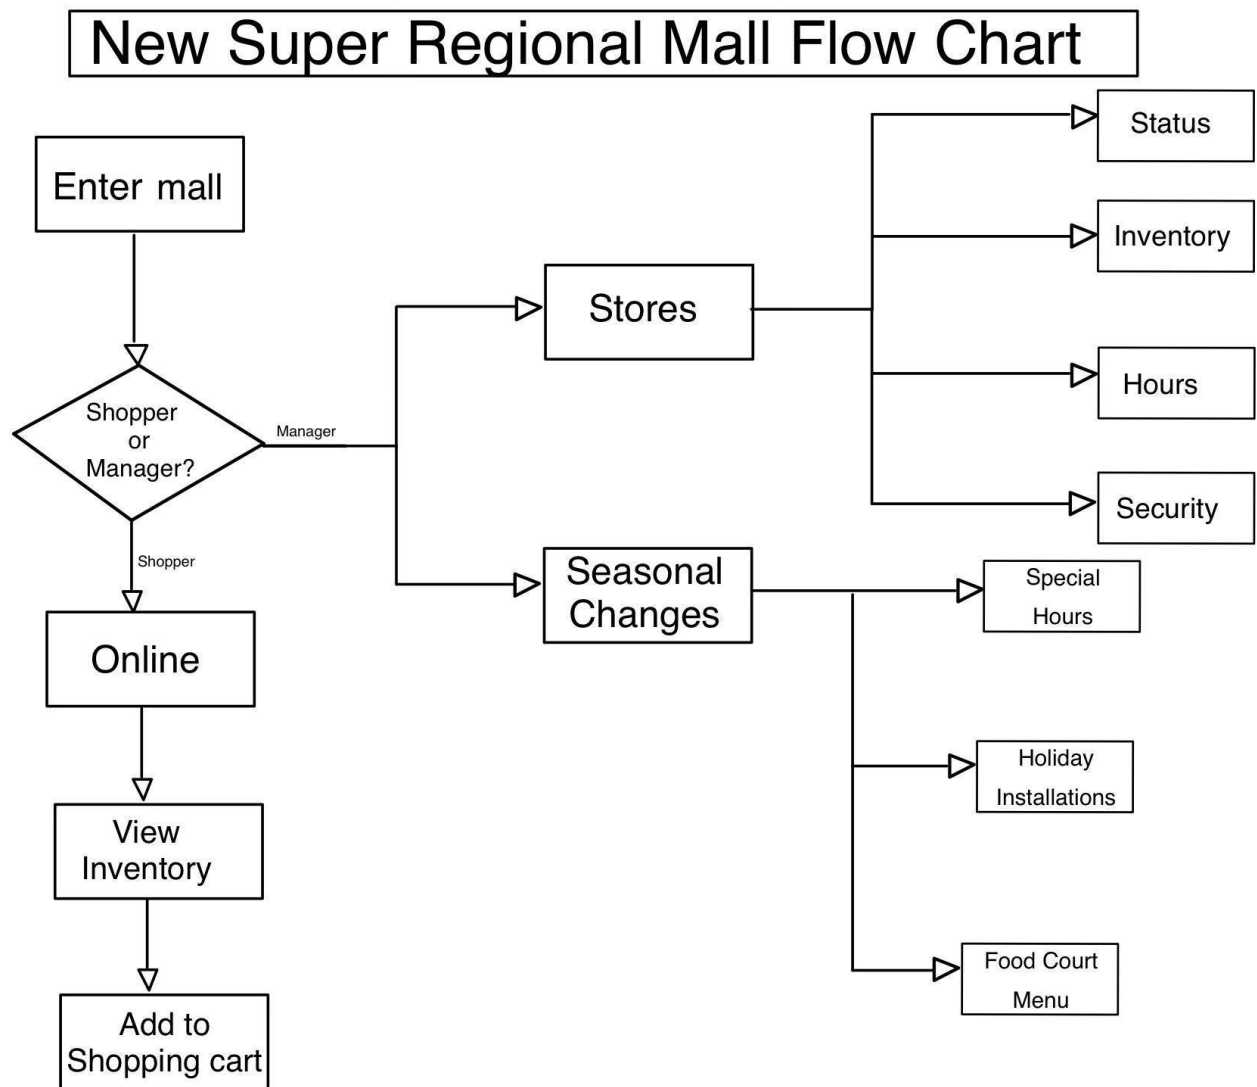 New Super Regional Mall Flow Chart
Enter mall
Shopper
or
Manager?
Manager
Shopper
Online
View
Inventory
Add to
Shopping cart
Stores
Status
Inventory
Hours
Security
Seasonal
Changes
Special
Hours
Holiday
Installations
Food Court
Menu